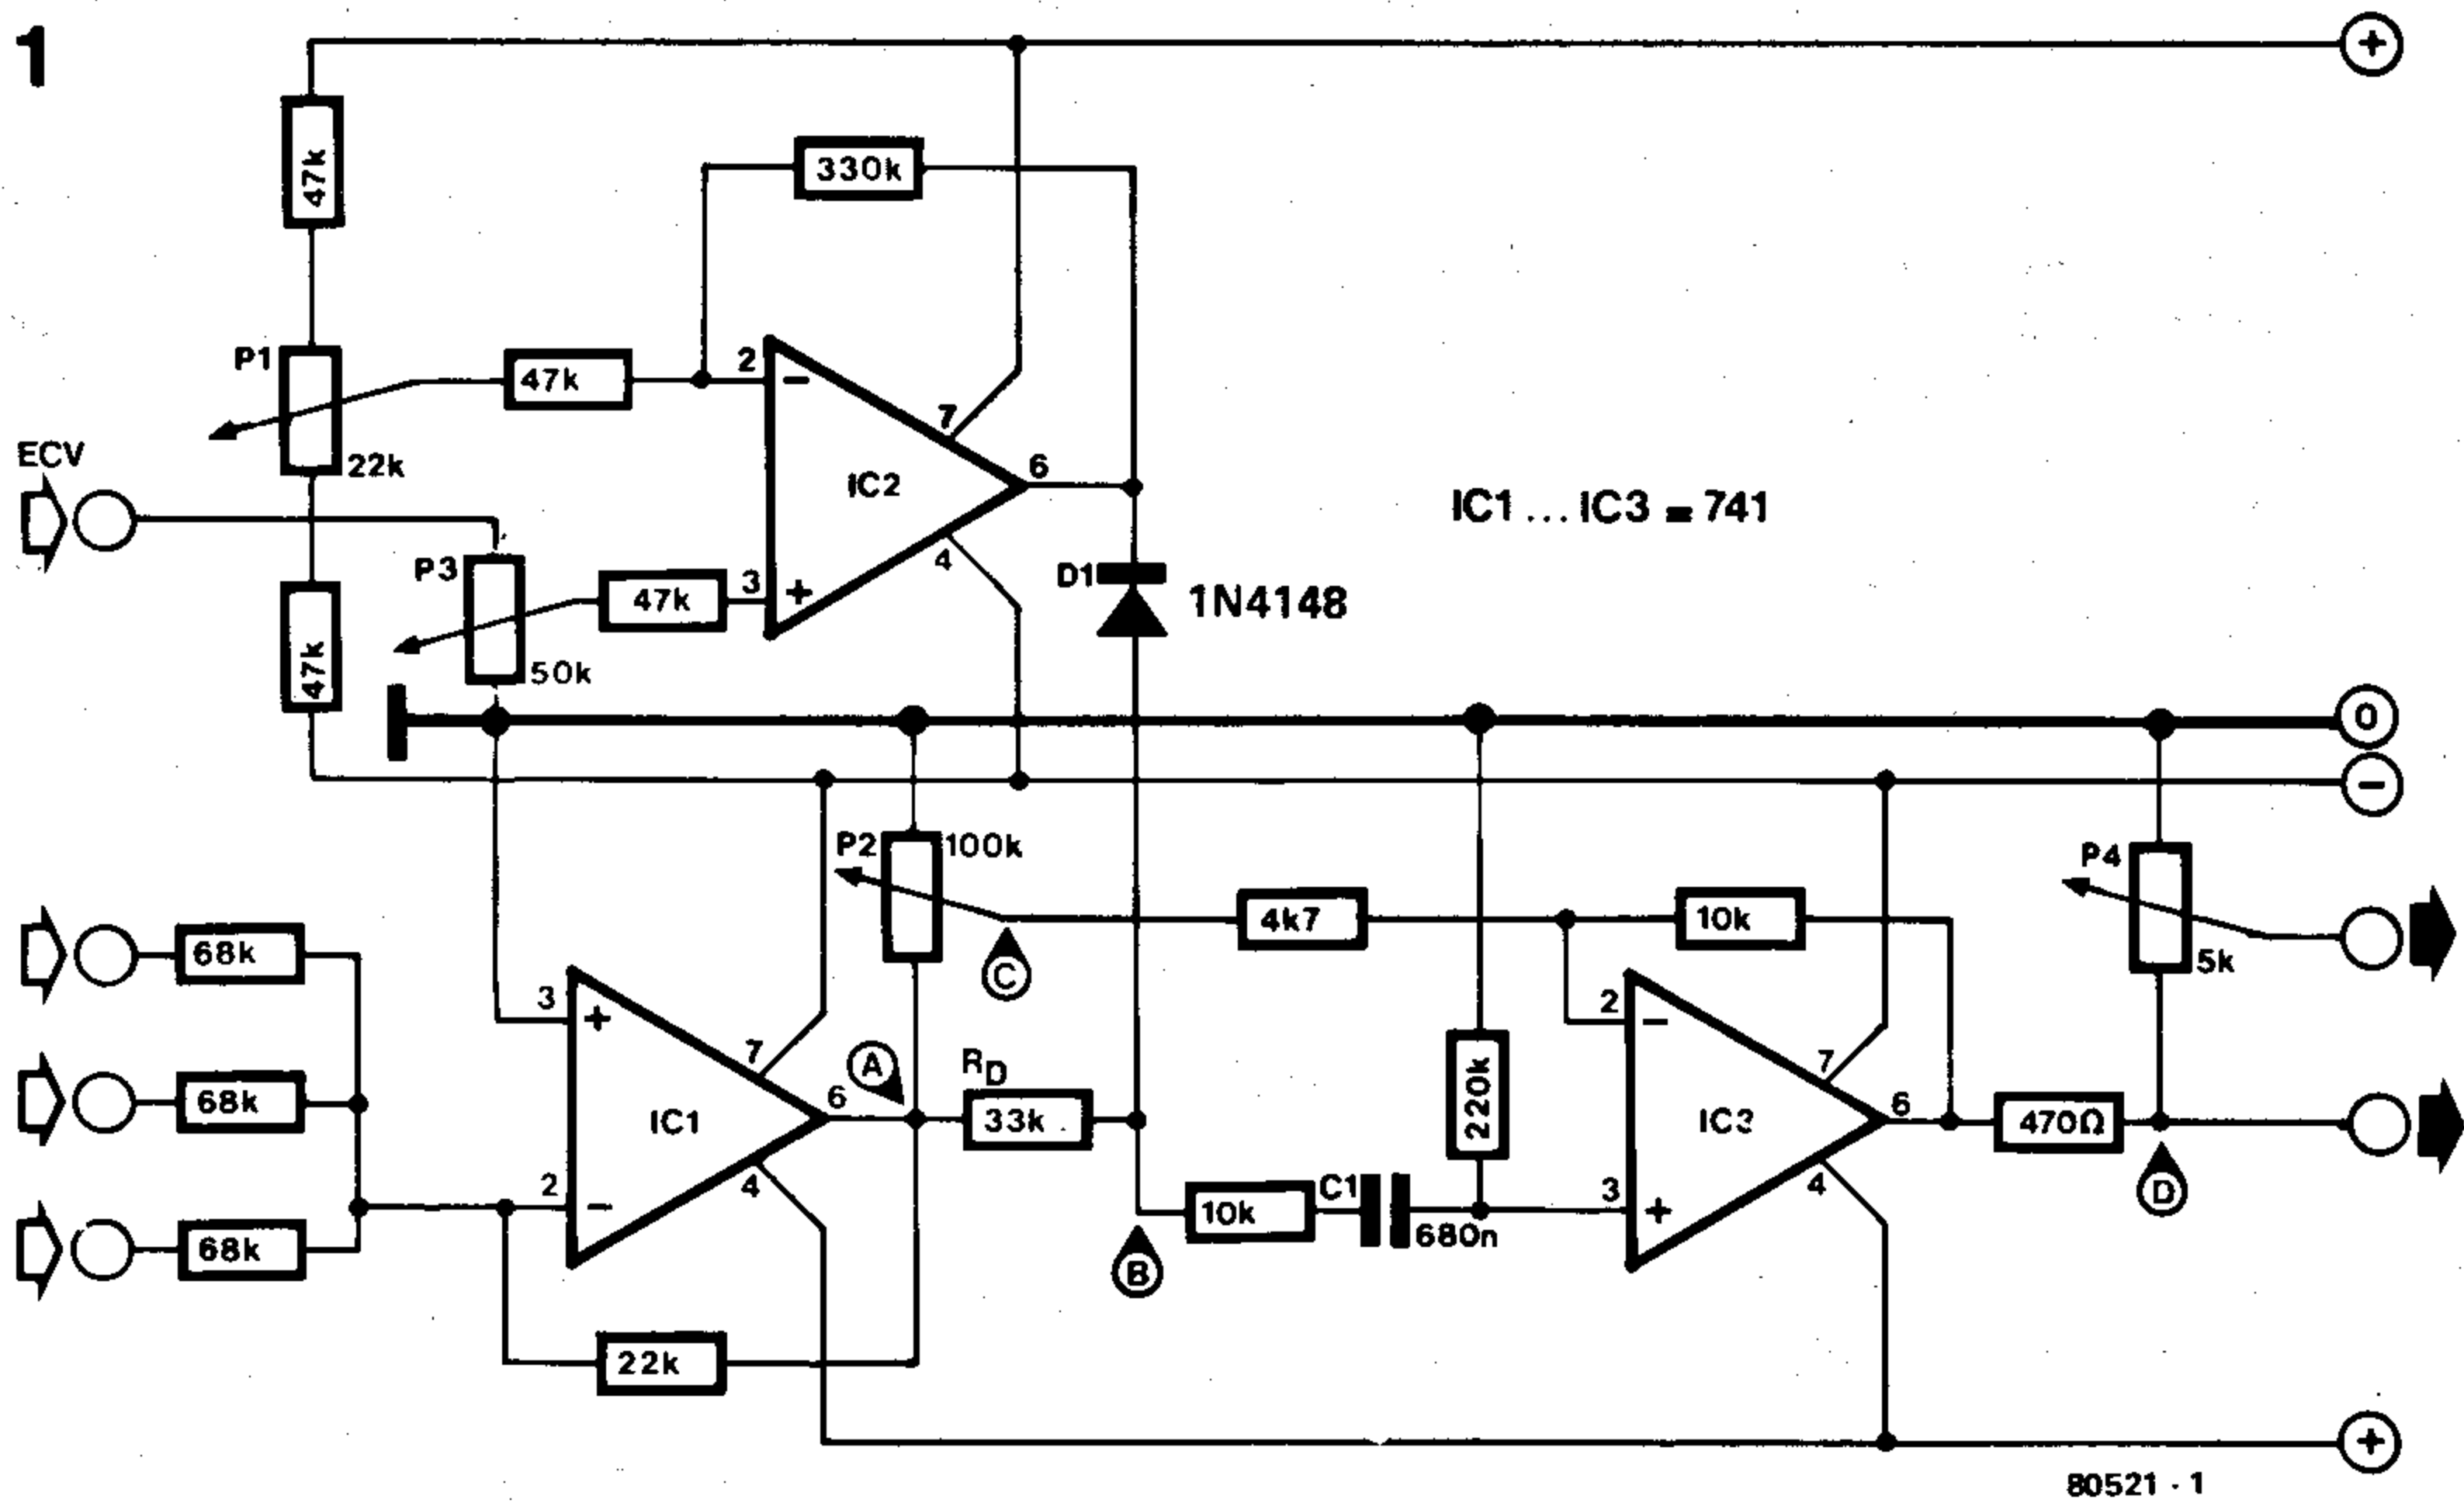 1
+
47k
330k
P1
47k
2
−
7
22k
ECV
IC2
6
IC1 ... IC3 = 741
4
P3
47k
3
+
D1
1N4148
47k
50k
0
−
P2
100k
P4
4k7
10k
68k
C
5k
3
+
2
−
7
7
A
RD
220k
68k
IC1
6
33k
IC3
6
470Ω
2
−
4
C1
3
+
4
D
68k
10k
680n
B
22k
+
80521 - 1